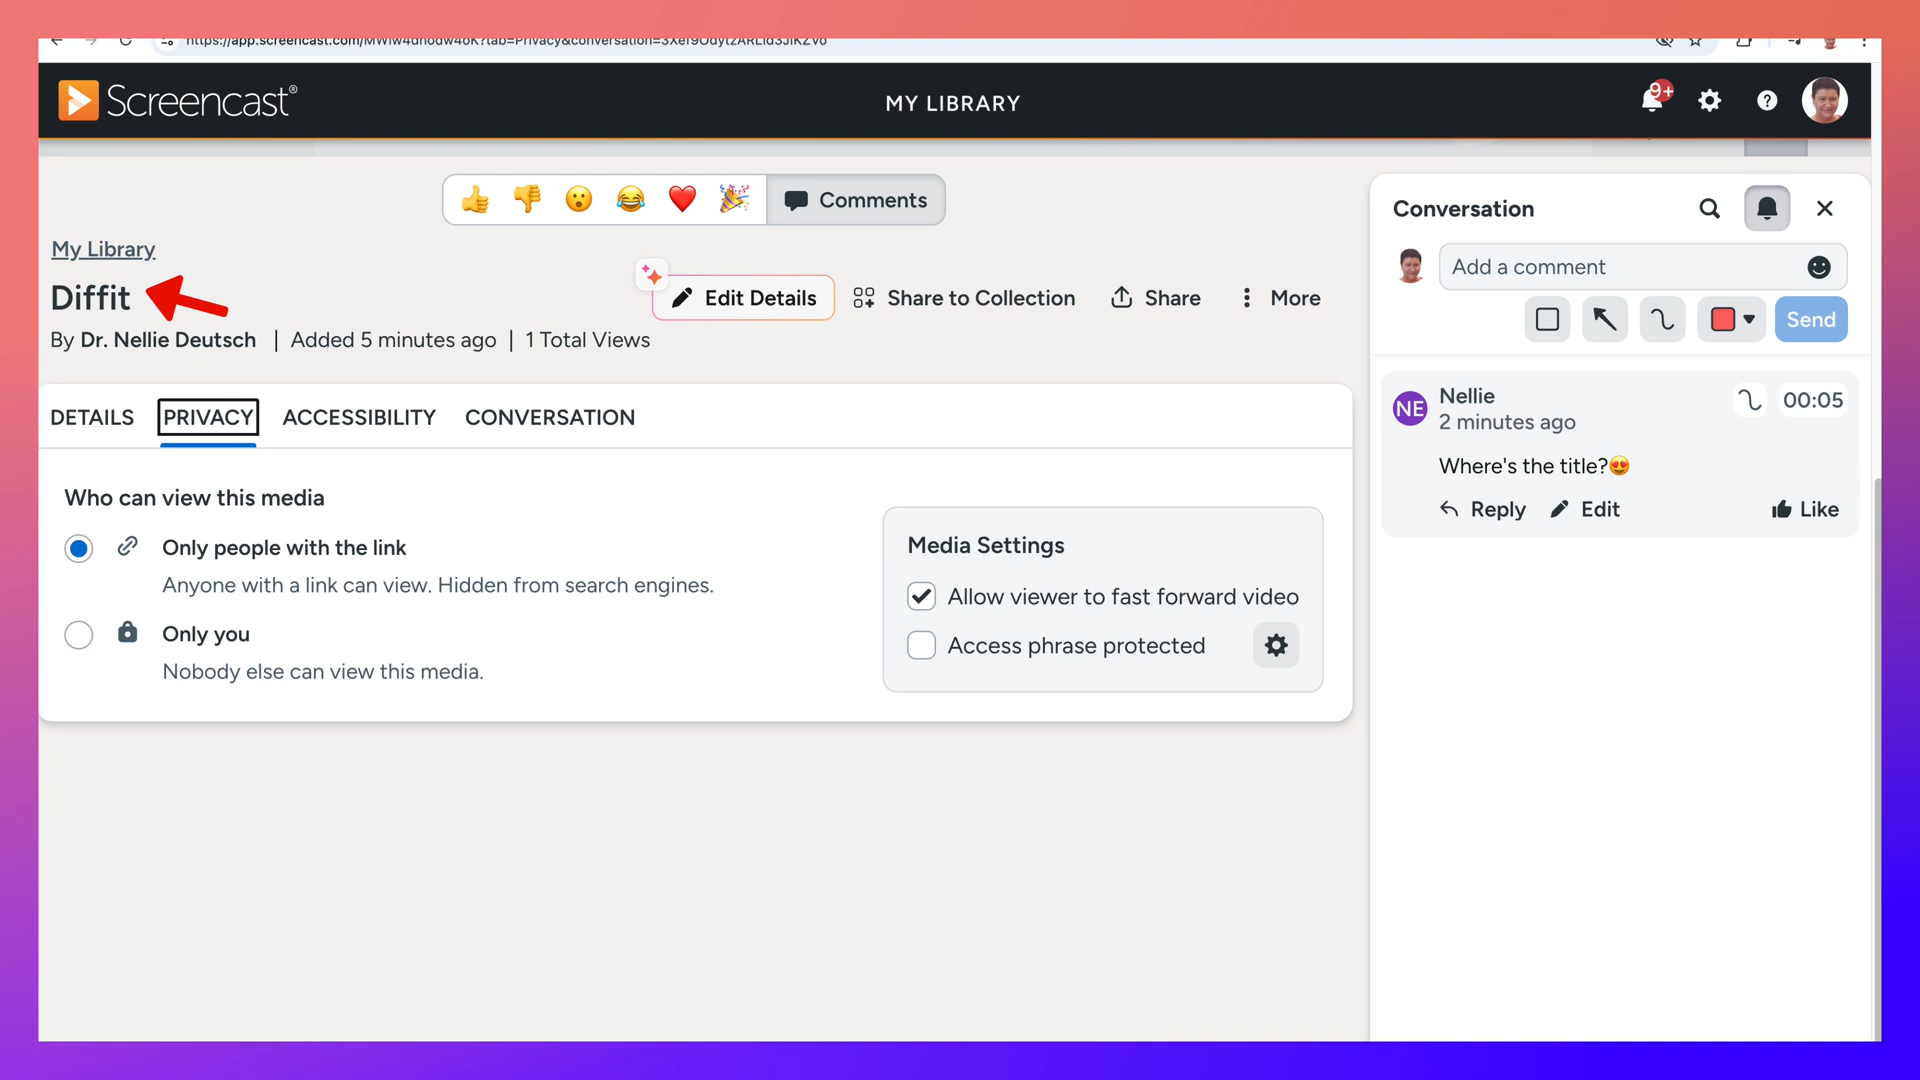 Screencast®
MY LIBRARY
9+
Comments
My Library
Diffit
Edit Details
Share to Collection
Share
More
By Dr. Nellie Deutsch | Added 5 minutes ago | 1 Total Views
DETAILS PRIVACY ACCESSIBILITY CONVERSATION
Who can view this media
Only people with the link
Anyone with a link can view. Hidden from search engines.
Only you
Nobody else can view this media.
Media Settings
Allow viewer to fast forward video
Access phrase protected
Conversation
Add a comment
Send
NE
Nellie
2 minutes ago
00:05
Where's the title?😍
Reply Edit Like